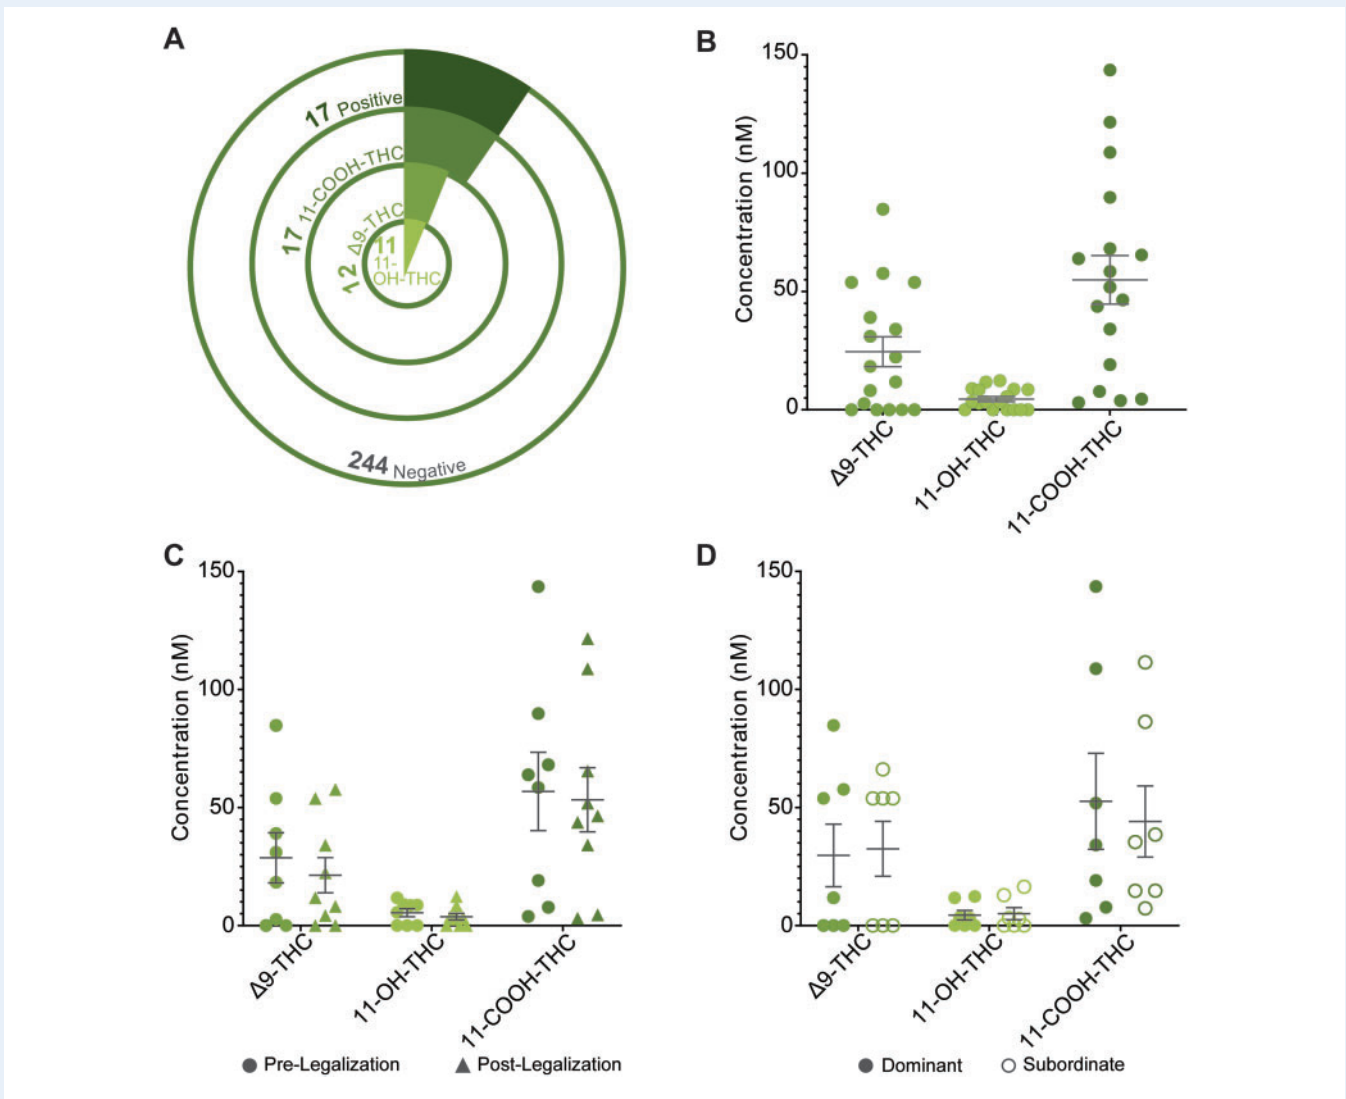 A
17 Positive
17 11-COOH-THC
12 Δ9-THC
11
11-
OH-THC
244 Negative
B
Concentration (nM)
150
100
50
0
Δ9-THC
11-OH-THC
11-COOH-THC
C
Concentration (nM)
150
100
50
0
Δ9-THC
11-OH-THC
11-COOH-THC
Pre-Legalization
Post-Legalization
D
Concentration (nM)
150
100
50
0
Δ9-THC
11-OH-THC
11-COOH-THC
Dominant
Subordinate